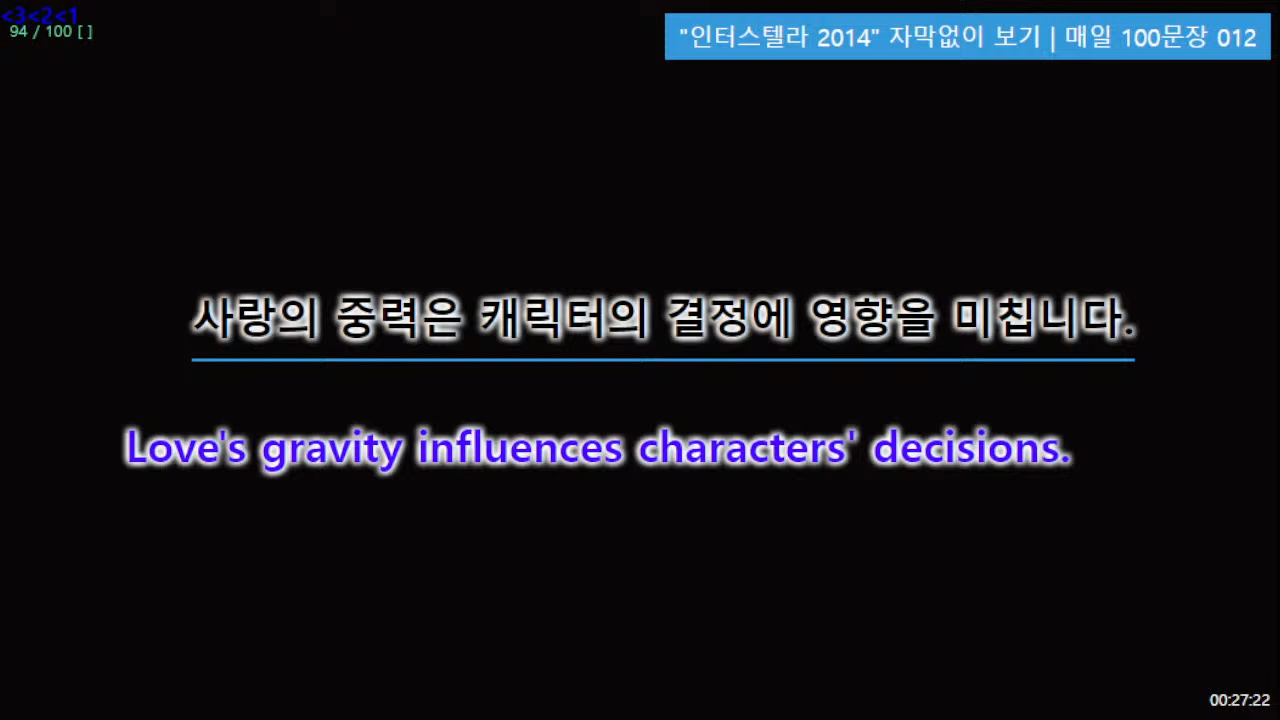 <3<2<1
94 / 100 [ ]
"인터스텔라 2014" 자막없이 보기 | 매일 100문장 012
사랑의 중력은 캐릭터의 결정에 영향을 미칩니다.
Love's gravity influences characters' decisions.
00:27:22